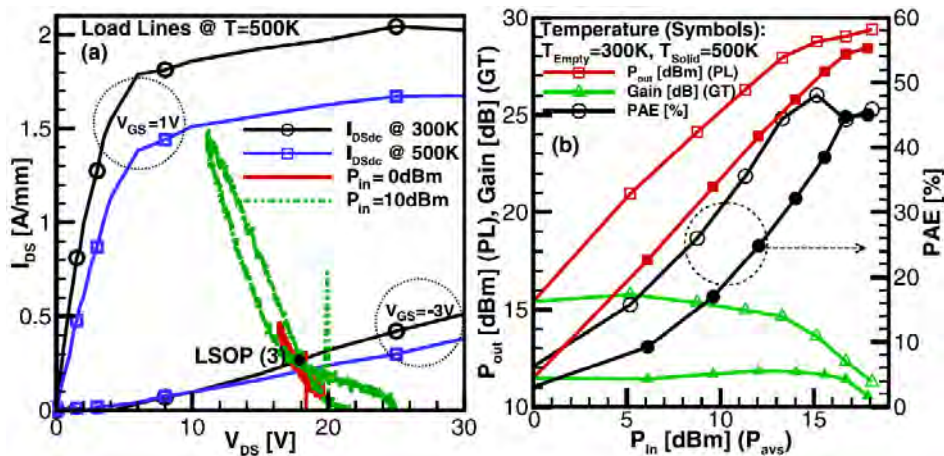 (a)
Load Lines @ T=500K
V_GS=1V
I_DSdc @ 300K
I_DSdc @ 500K
P_in = 0dBm
P_in = 10dBm
V_GS=-3V
LSOP (3)
I_DS [A/mm]
2
1.5
1
0.5
0
0
10
20
30
V_DS [V]
Temperature (Symbols):
T_Empty=300K, T_Solid=500K
P_out [dBm] (PL)
Gain [dB] (GT)
PAE [%]
(b)
P_out [dBm] (PL), Gain [dB] (GT)
30
25
20
15
10
0
5
10
15
20
P_in [dBm] (P_avs)
60
50
40
30
20
10
0
PAE [%]